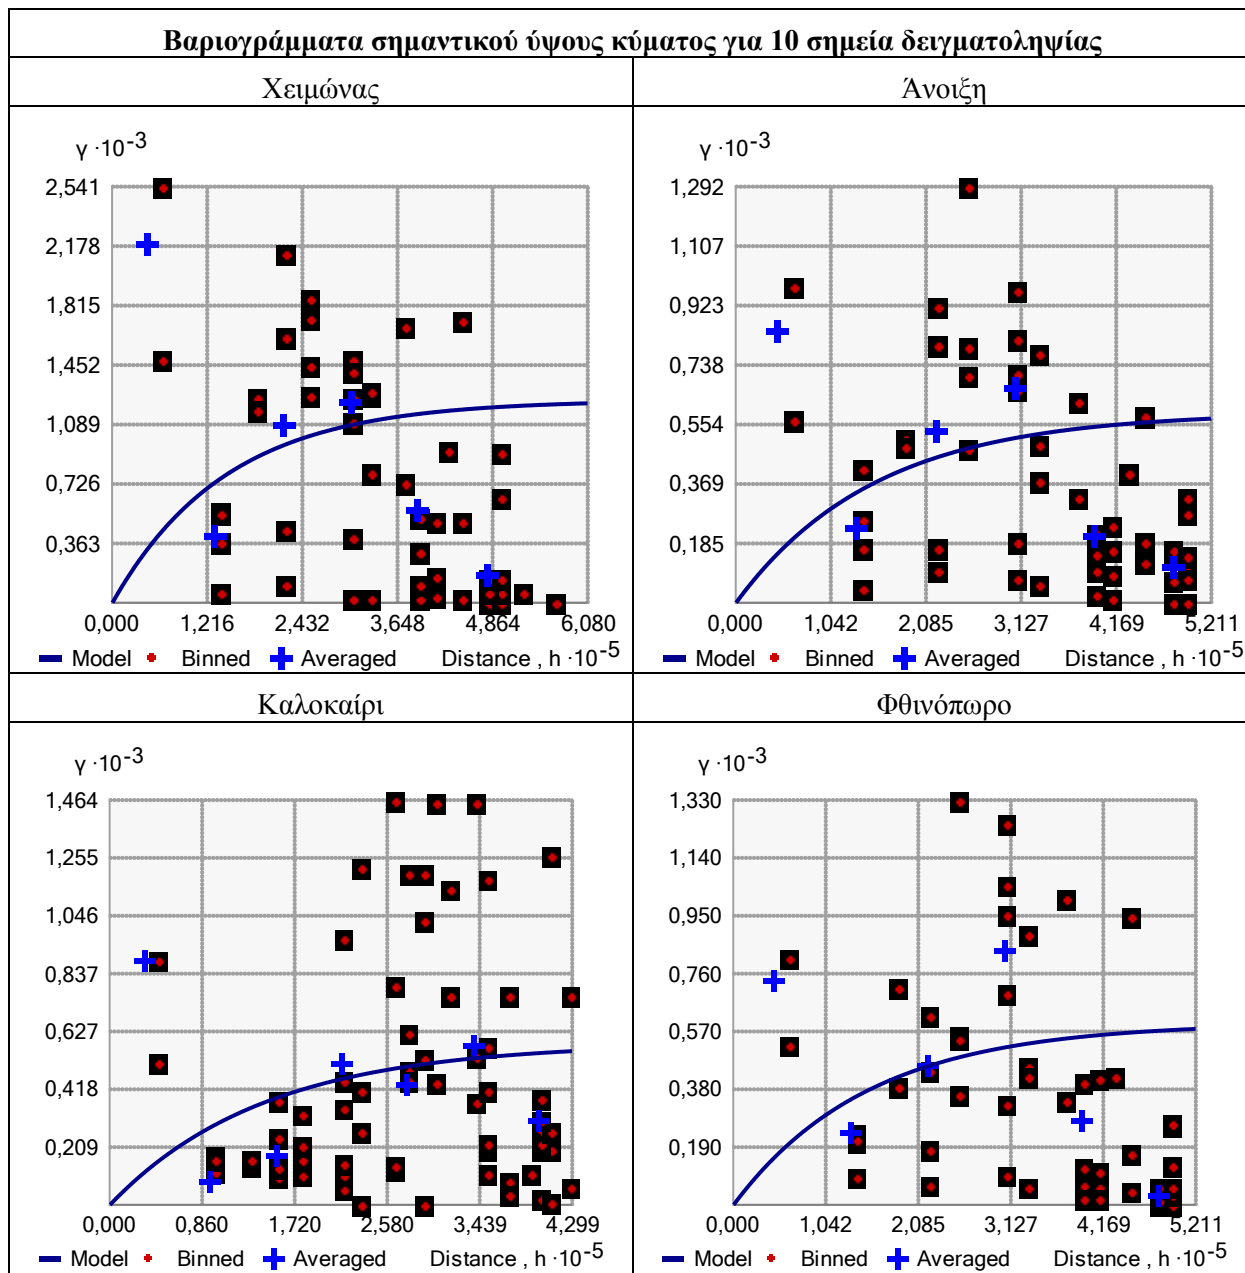 Βαριογράμματα σημαντικού ύψους κύματος για 10 σημεία δειγματοληψίας
Χειμώνας
Άνοιξη
γ ·10-3
2,541
2,178
1,815
1,452
1,089
0,726
0,363
0,000 1,216 2,432 3,648 4,864 6,080
Model Binned Averaged Distance , h ·10-5
γ ·10-3
1,292
1,107
0,923
0,738
0,554
0,369
0,185
0,000 1,042 2,085 3,127 4,169 5,211
Model Binned Averaged Distance , h ·10-5
Καλοκαίρι
Φθινόπωρο
γ ·10-3
1,464
1,255
1,046
0,837
0,627
0,418
0,209
0,000 0,860 1,720 2,580 3,439 4,299
Model Binned Averaged Distance , h ·10-5
γ ·10-3
1,330
1,140
0,950
0,760
0,570
0,380
0,190
0,000 1,042 2,085 3,127 4,169 5,211
Model Binned Averaged Distance , h ·10-5